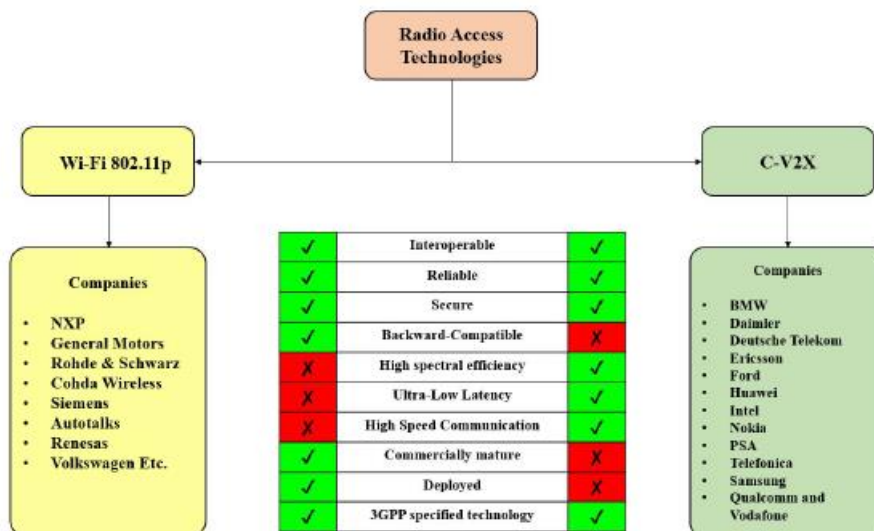 Radio Access
Technologies
Wi-Fi 802.11p
C-V2X
Companies
• NXP
• General Motors
• Rohde & Schwarz
• Cohda Wireless
• Siemens
• Autotalks
• Renesas
• Volkswagen Etc.
✓ Interoperable ✓
✓ Reliable ✓
✓ Secure ✓
✓ Backward-Compatible ✗
✗ High spectral efficiency ✓
✗ Ultra-Low Latency ✓
✗ High Speed Communication ✓
✓ Commercially mature ✗
✓ Deployed ✗
✓ 3GPP specified technology ✓
Companies
• BMW
• Daimler
• Deutsche Telekom
• Ericsson
• Ford
• Huawei
• Intel
• Nokia
• PSA
• Telefonica
• Samsung
• Qualcomm and
Vodafone